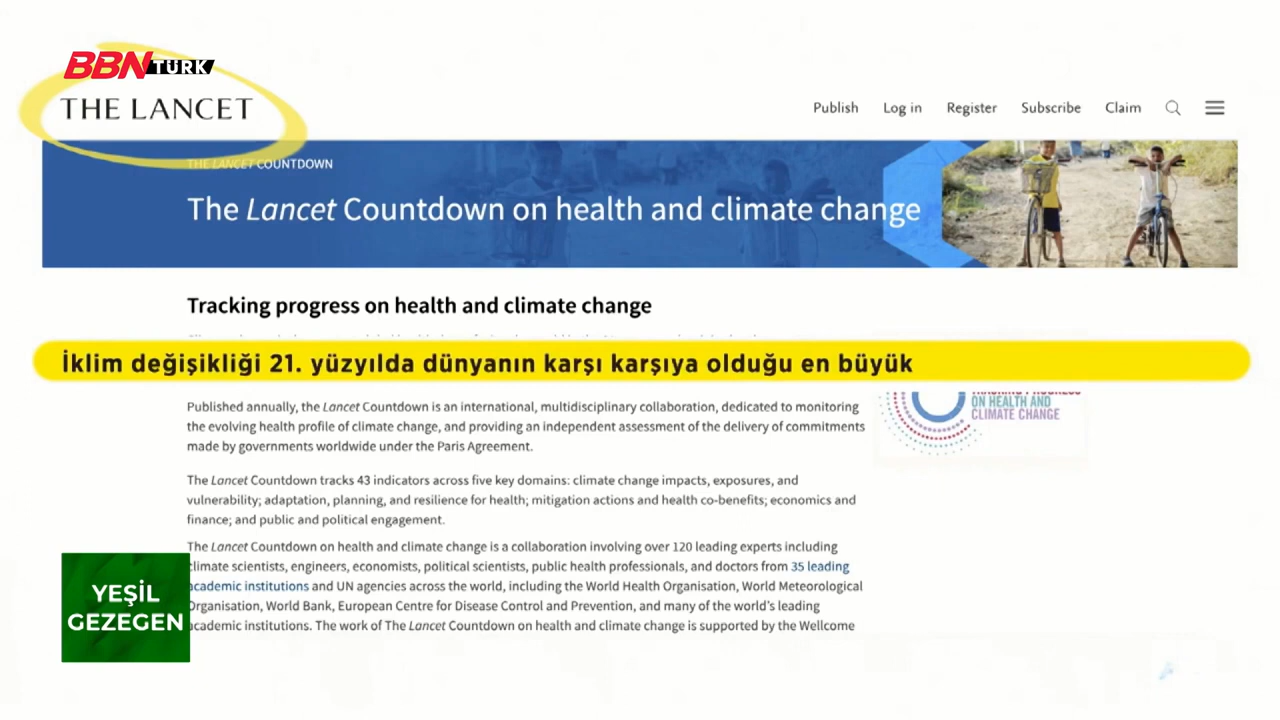 BBN TÜRK
THE LANCET
Publish Log in Register Subscribe Claim
THE LANCET COUNTDOWN
The Lancet Countdown on health and climate change
Tracking progress on health and climate change
İklim değişikliği 21. yüzyılda dünyanın karşı karşıya olduğu en büyük
TRACKING PROGRESS
ON HEALTH AND
CLIMATE CHANGE
Published annually, the Lancet Countdown is an international, multidisciplinary collaboration, dedicated to monitoring
the evolving health profile of climate change, and providing an independent assessment of the delivery of commitments
made by governments worldwide under the Paris Agreement.
The Lancet Countdown tracks 43 indicators across five key domains: climate change impacts, exposures, and
vulnerability; adaptation, planning, and resilience for health; mitigation actions and health co-benefits; economics and
finance; and public and political engagement.
The Lancet Countdown on health and climate change is a collaboration involving over 120 leading experts including
climate scientists, engineers, economists, political scientists, public health professionals, and doctors from 35 leading
academic institutions and UN agencies across the world, including the World Health Organisation, World Meteorological
Organisation, World Bank, European Centre for Disease Control and Prevention, and many of the world's leading
academic institutions. The work of The Lancet Countdown on health and climate change is supported by the Wellcome
YEŞİL
GEZEGEN